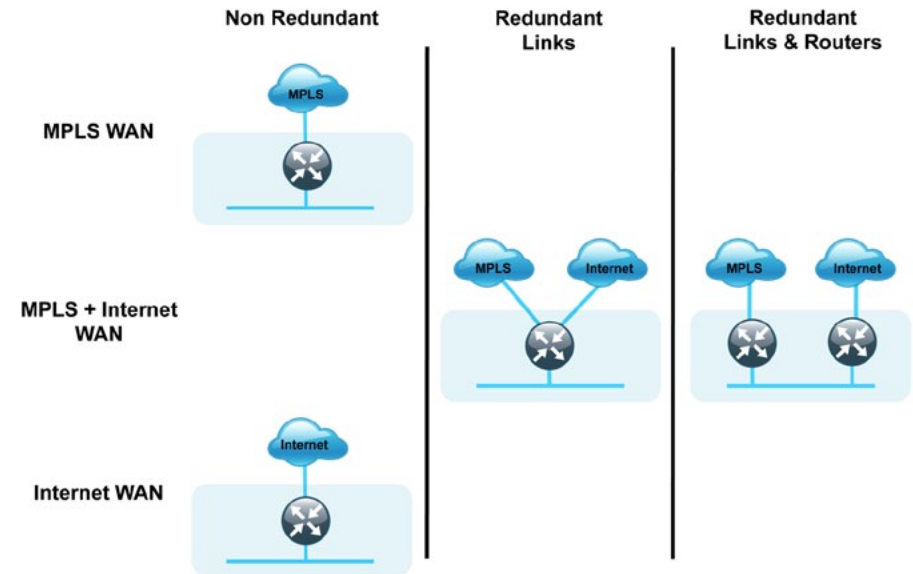 Non Redundant
Redundant
Links
Redundant
Links & Routers
MPLS WAN
MPLS
MPLS + Internet
WAN
MPLS
Internet
MPLS
Internet
Internet WAN
Internet